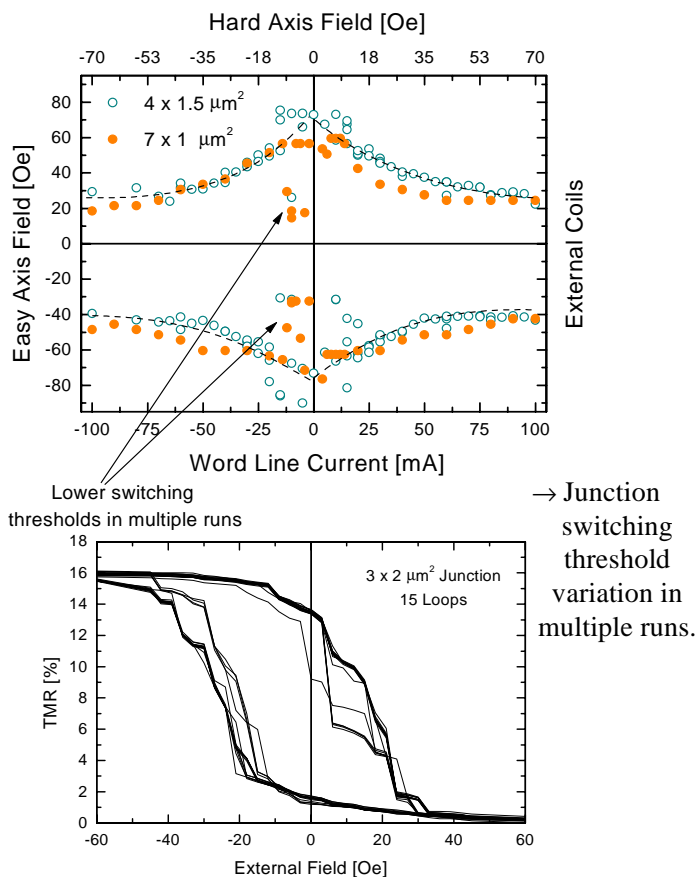 Hard Axis Field [Oe]
-70 -53 -35 -18 0 18 35 53 70
4 x 1.5 μm²
7 x 1 μm²
80
60
40
20
0
-20
-40
-60
-80
Easy Axis Field [Oe]
External Coils
-100 -75 -50 -25 0 25 50 75 100
Word Line Current [mA]
Lower switching
thresholds in multiple runs
→ Junction
switching
threshold
variation in
multiple runs.
18
16
14
12
10
8
6
4
2
0
TMR [%]
3 x 2 μm² Junction
15 Loops
-60 -40 -20 0 20 40 60
External Field [Oe]